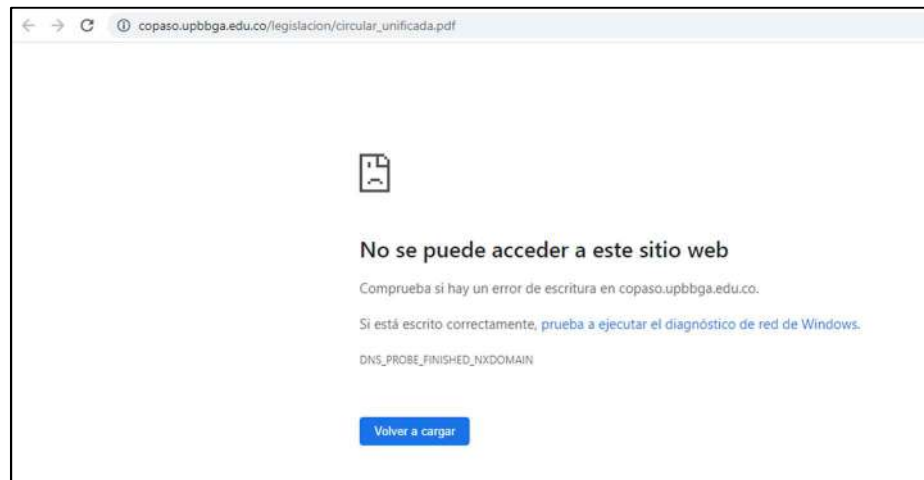 copaso.upbbga.edu.co/legislacion/circular_unificada.pdf
No se puede acceder a este sitio web
Comprueba si hay un error de escritura en copaso.upbbga.edu.co.
Si está escrito correctamente, prueba a ejecutar el diagnóstico de red de Windows.
DNS_PROBE_FINISHED_NXDOMAIN
Volver a cargar